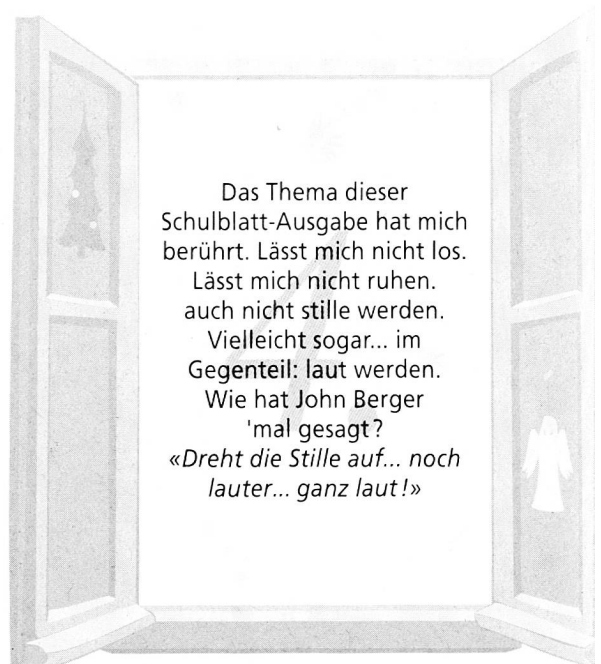 Das Thema dieser
Schulblatt-Ausgabe hat mich
berührt. Lässt mich nicht los.
Lässt mich nicht ruhen.
auch nicht stille werden.
Vielleicht sogar... im
Gegenteil: laut werden.
Wie hat John Berger
'mal gesagt?
«Dreht die Stille auf... noch
lauter... ganz laut!»
4.